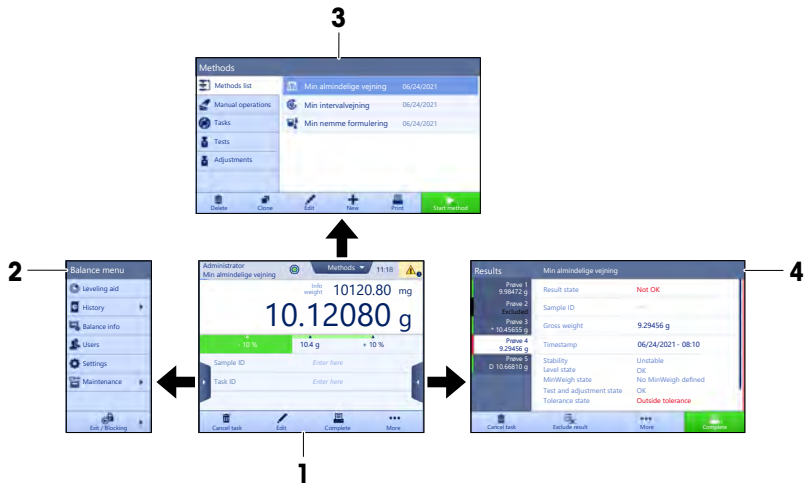 3
Methods
Methods list
Manual operations
Tasks
Tests
Adjustments
Min almindelige vejning 06/24/2021
Min intervalvejning 06/24/2021
Min nemme formulering 06/24/2021
Delete Clone Edit New Print Start method
2
Balance menu
Leveling aid
History
Balance info
Users
Settings
Maintenance
Exit / Blocking
Administrator
Min almindelige vejning
Methods 11:18
Info weight 10120.80 mg
10.12080 g
- 10 % 10.4 g + 10 %
Sample ID Enter here
Task ID Enter here
Cancel task Edit Complete More
1
4
Results Min almindelige vejning
Prøve 1
9.98472 g
Prøve 2
Excluded
Prøve 3
* 10.45655 g
Prøve 4
9.29456 g
Prøve 5
D 10.66810 g
Result state Not OK
Sample ID
Gross weight 9.29456 g
Timestamp 06/24/2021 - 08:10
Stability Unstable
Level state OK
MinWeigh state No MinWeigh defined
Test and adjustment state OK
Tolerance state Outside tolerance
Cancel task Exclude result More Complete